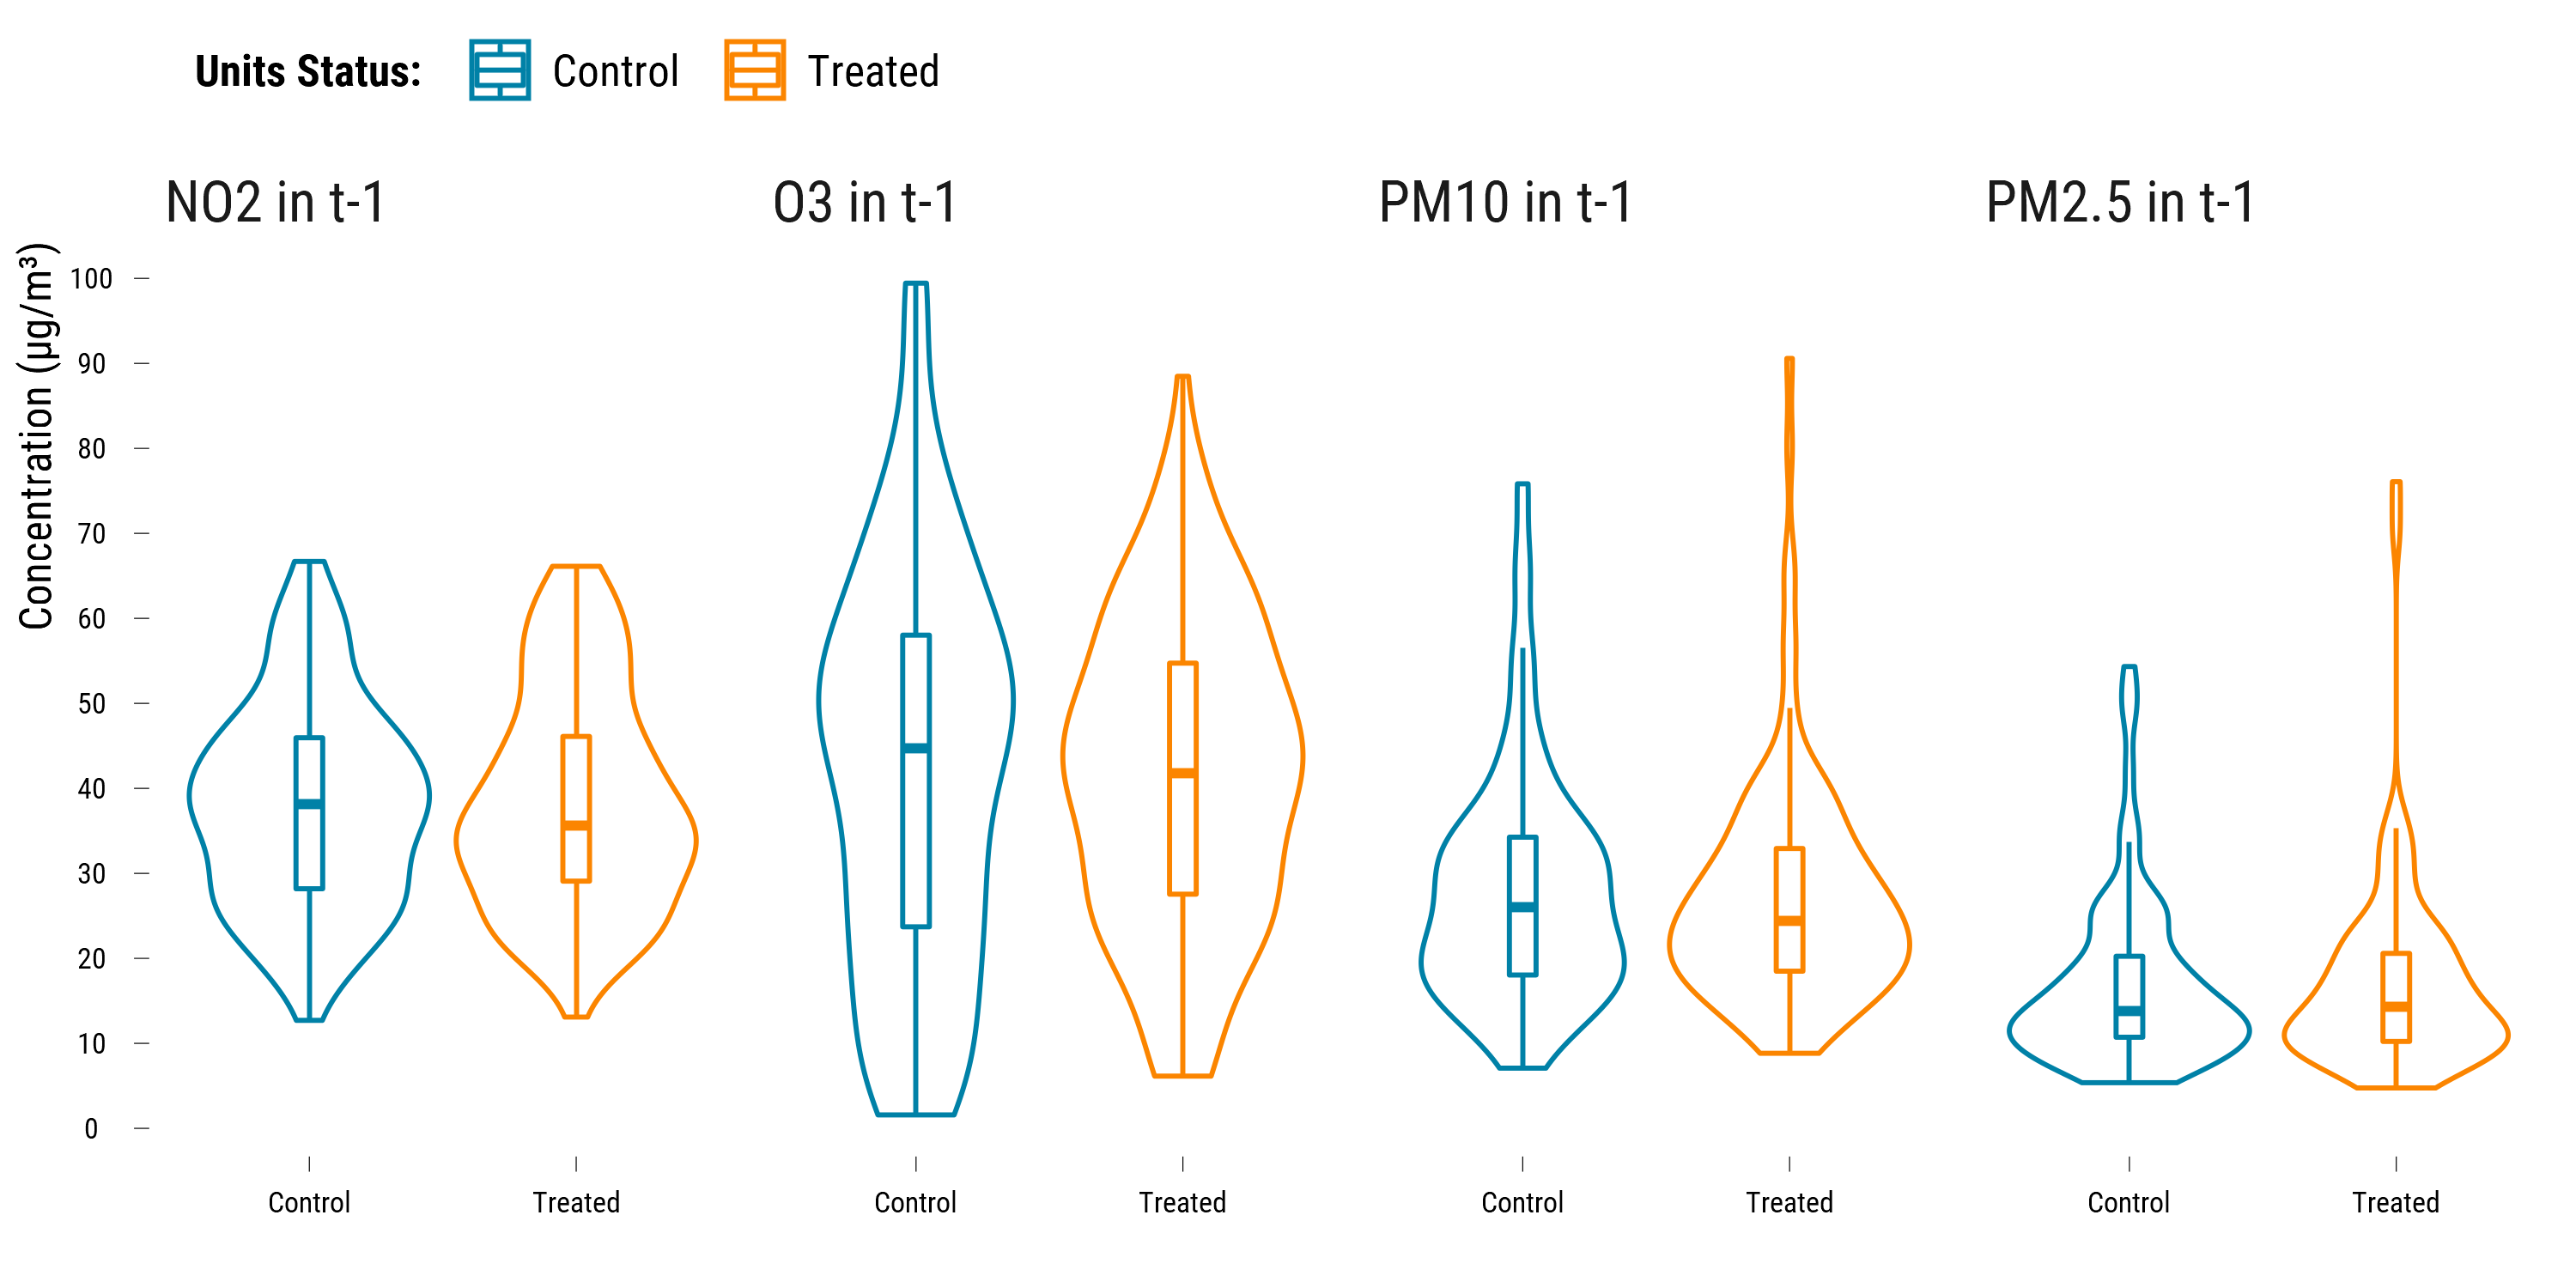 Units Status: Control Treated
NO2 in t-1 O3 in t-1 PM10 in t-1 PM2.5 in t-1
Concentration (µg/m³)
100
90
80
70
60
50
40
30
20
10
0
Control Treated Control Treated Control Treated Control Treated